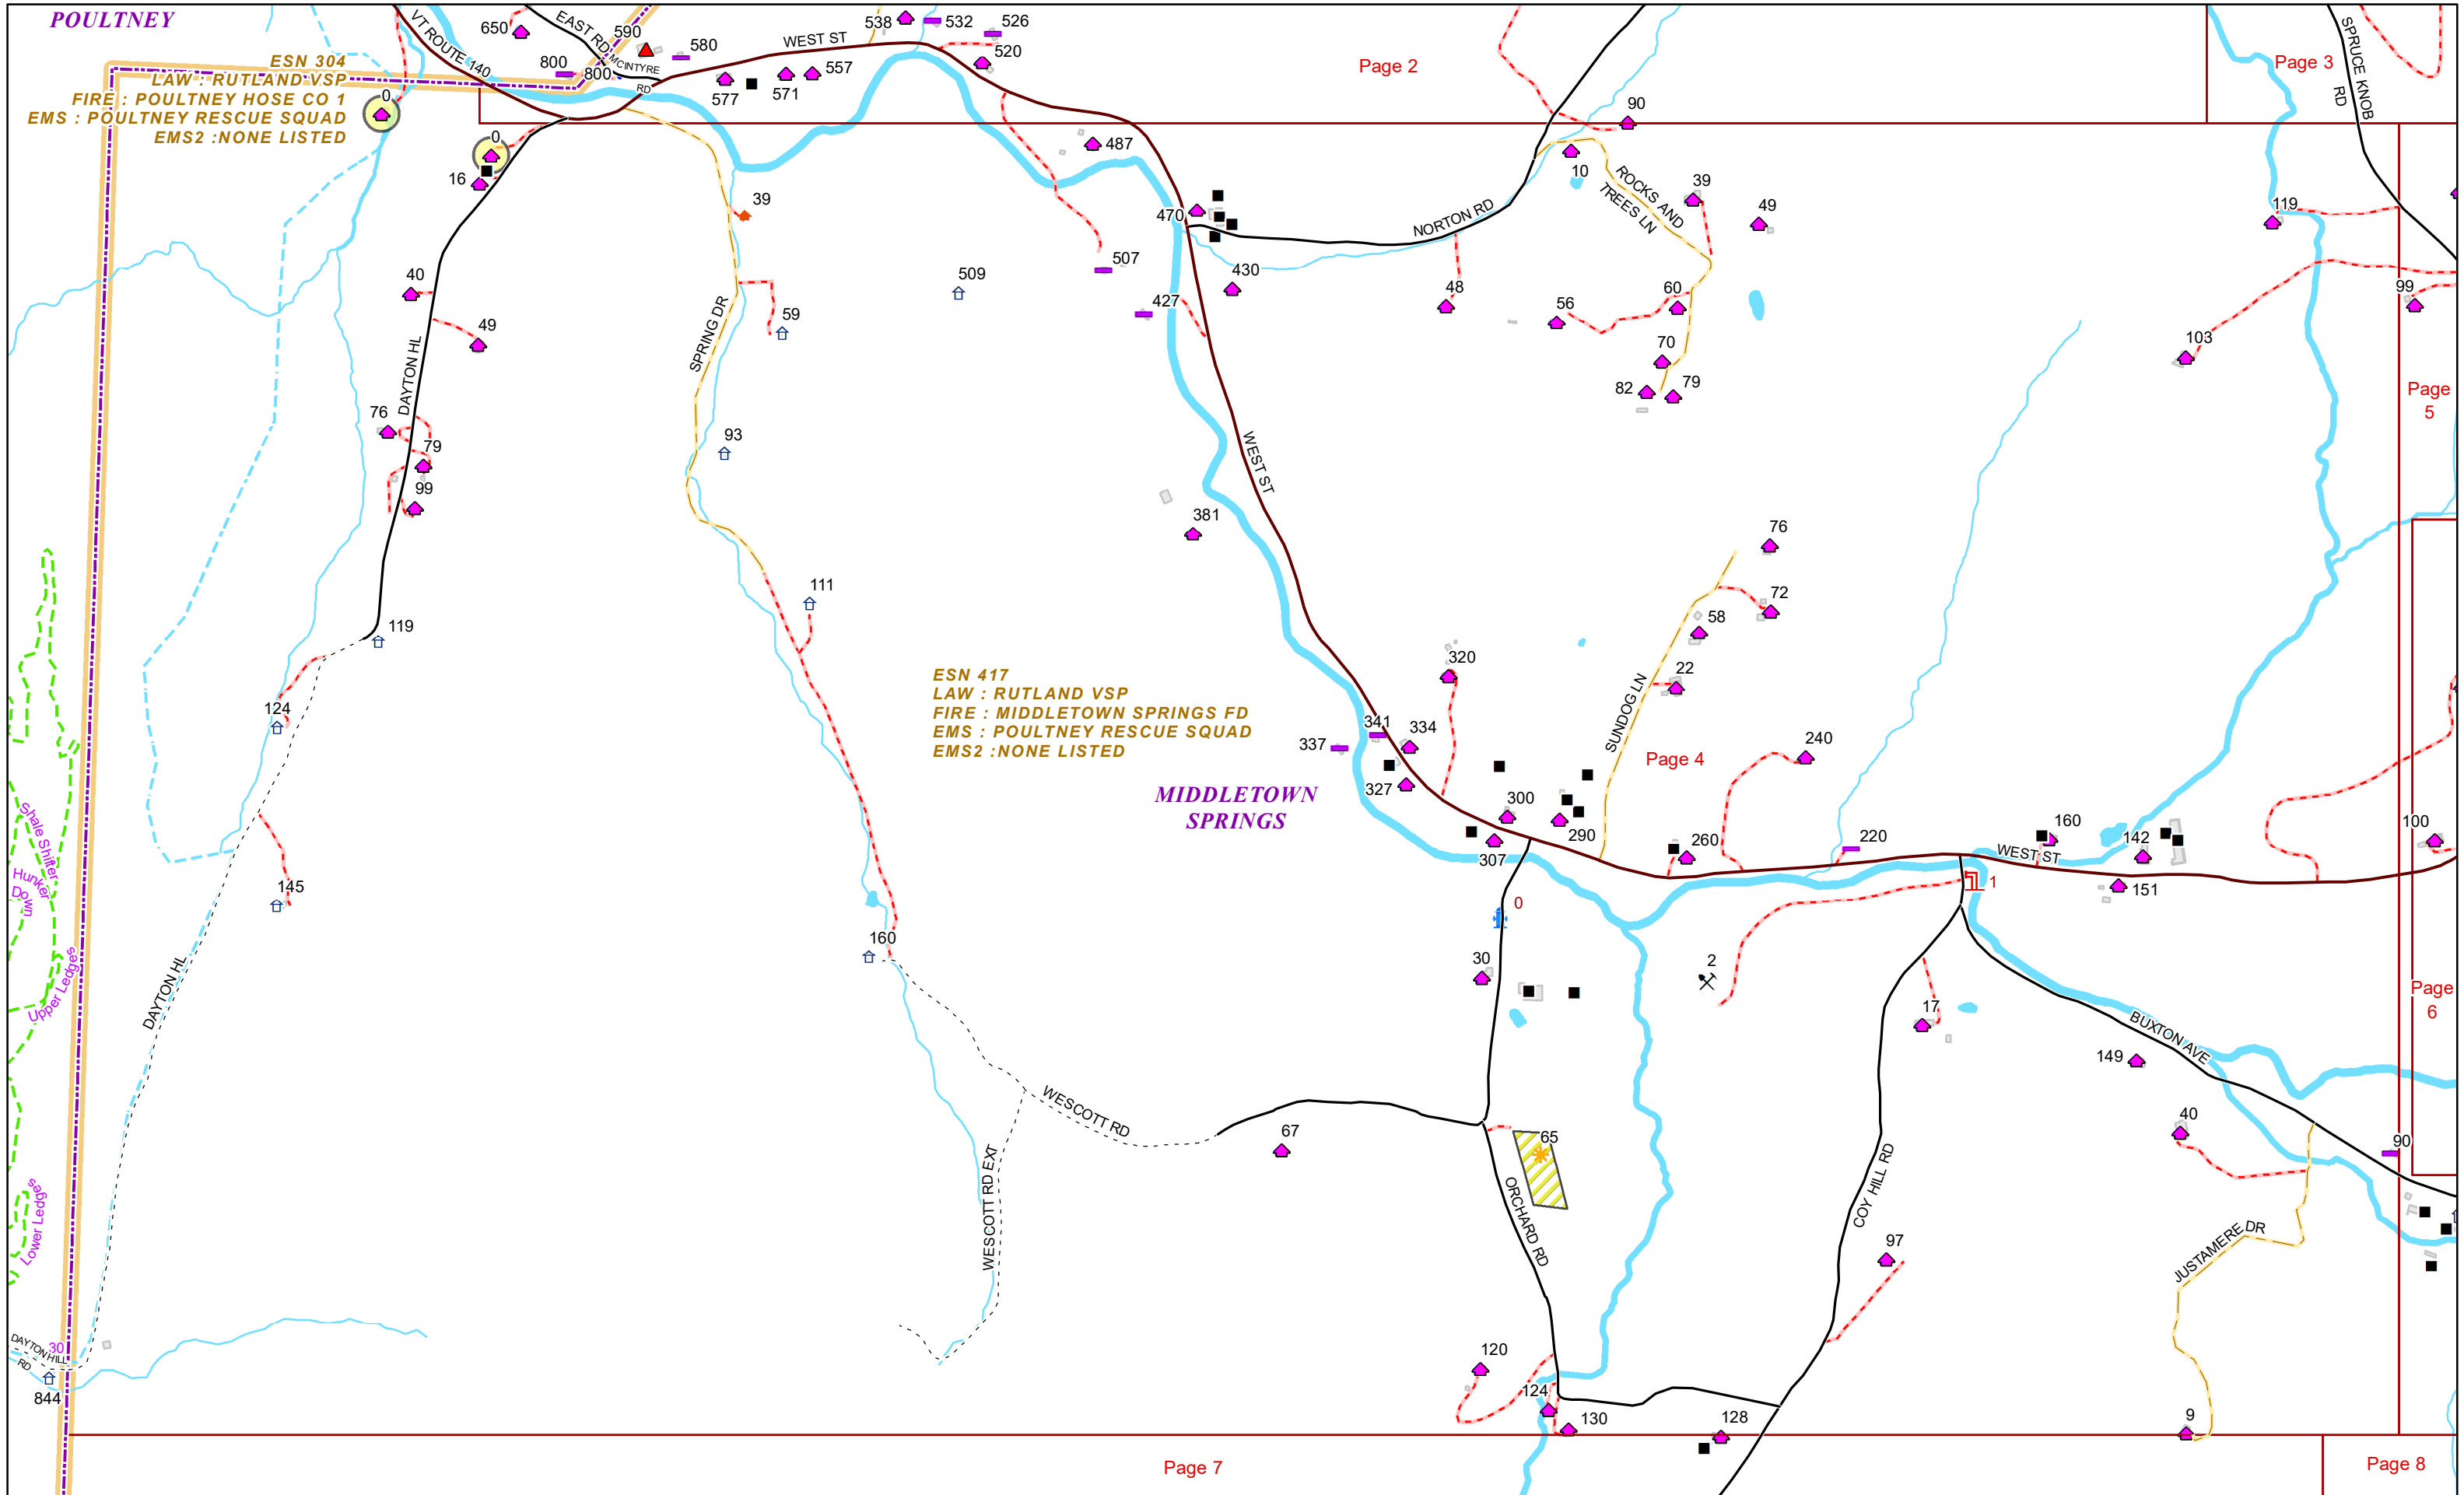 POULTNEY
ESN 304
LAW : RUTLAND VSP
FIRE : POULTNEY HOSE CO 1
EMS : POULTNEY RESCUE SQUAD
EMS2 :NONE LISTED
VT ROUTE 140
650
EAST RD
590
MCINTYRE
RD
800
800
580
577
571
557
WEST ST
538
532
526
520
Page 2
Page 3
SPRUCE KNOB
RD
0
0
16
487
90
10
ROCKS AND
TREES LN
39
49
119
39
470
NORTON RD
507
509
430
427
48
56
60
99
103
40
49
59
SPRING DR
DAYTON HL
70
82
79
Page
5
76
79
99
93
WEST ST
381
76
72
58
22
SUNDOG LN
111
119
124
145
160
ESN 417
LAW : RUTLAND VSP
FIRE : MIDDLETOWN SPRINGS FD
EMS : POULTNEY RESCUE SQUAD
EMS2 :NONE LISTED
MIDDLETOWN
SPRINGS
320
341
334
337
327
300
290
307
Page 4
240
260
220
160
142
WEST ST
151
100
1
0
30
2
17
Page
6
BUXTON AVE
149
40
90
Shale Shifter
Hunker
Down
Upper Ledges
Lower Ledges
DAYTON HL
WESCOTT RD
WESCOTT RD EXT
67
65
ORCHARD RD
COY HILL RD
97
JUSTAMERE DR
DAYTON HILL
RD
30
844
120
124
130
128
9
Page 7
Page 8